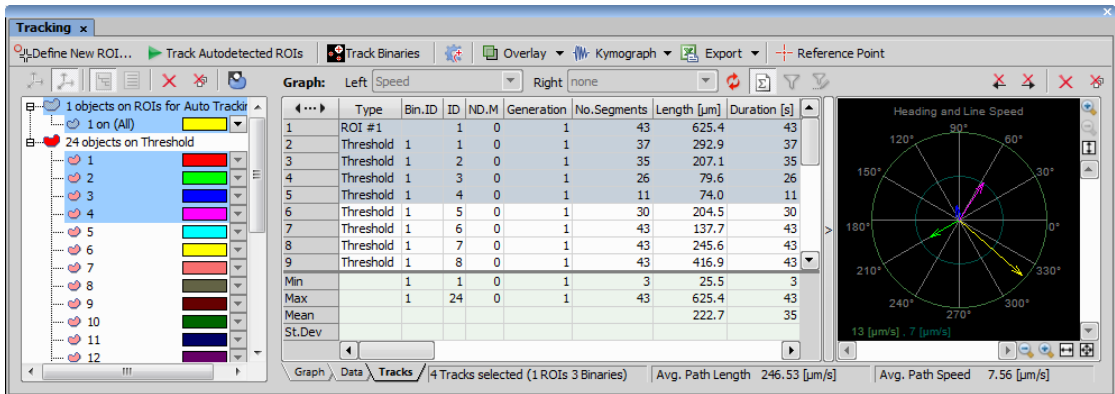 Tracking x
Define New ROI... Track Autodetected ROIs Track Binaries Overlay Kymograph Export Reference Point
Graph: Left Speed Right none Σ
1 objects on ROIs for Auto Trackin
1 on (All)
24 objects on Threshold
1
2
3
4
5
6
7
8
9
10
11
12
Type Bin.ID ID ND.M Generation No.Segments Length [µm] Duration [s]
1 ROI #1 1 0 1 43 625.4 43
2 Threshold 1 1 0 1 37 292.9 37
3 Threshold 1 2 0 1 35 207.1 35
4 Threshold 1 3 0 1 26 79.6 26
5 Threshold 1 4 0 1 11 74.0 11
6 Threshold 1 5 0 1 30 204.5 30
7 Threshold 1 6 0 1 43 137.7 43
8 Threshold 1 7 0 1 43 245.6 43
9 Threshold 1 8 0 1 43 416.9 43
Min 1 1 0 1 3 25.5 3
Max 1 24 0 1 43 625.4 43
Mean 222.7 35
St.Dev
Heading and Line Speed
90°
120° 60°
150° 30°
180° 0°
210° 330°
240° 300°
270°
13 [µm/s] . 7 [µm/s]
Graph Data Tracks 4 Tracks selected (1 ROIs 3 Binaries) Avg. Path Length 246.53 [µm/s] Avg. Path Speed 7.56 [µm/s]